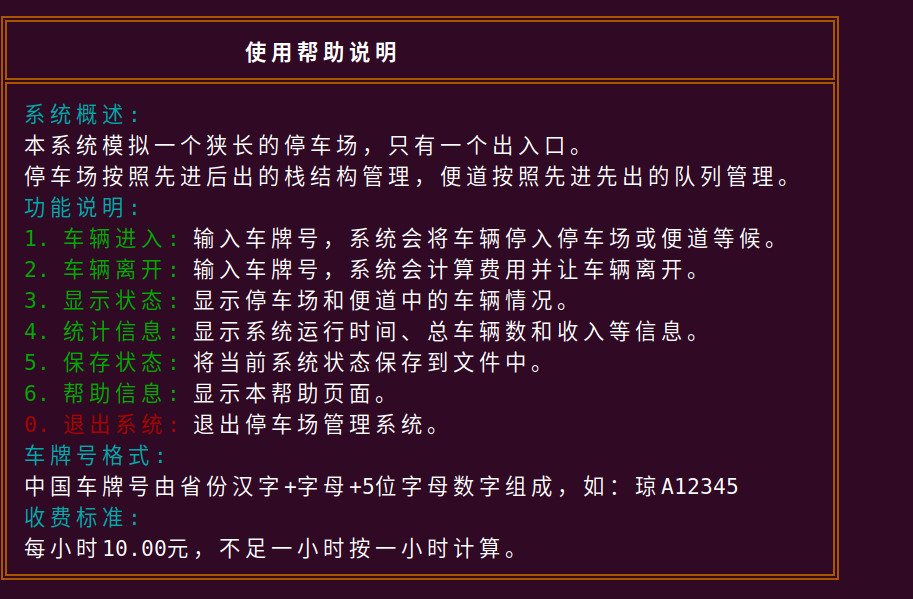 使用帮助说明
系统概述:
本系统模拟一个狭长的停车场，只有一个出入口。
停车场按照先进后出的栈结构管理，便道按照先进先出的队列管理。
功能说明:
1. 车辆进入: 输入车牌号，系统会将车辆停入停车场或便道等候。
2. 车辆离开: 输入车牌号，系统会计算费用并让车辆离开。
3. 显示状态: 显示停车场和便道中的车辆情况。
4. 统计信息: 显示系统运行时间、总车辆数和收入等信息。
5. 保存状态: 将当前系统状态保存到文件中。
6. 帮助信息: 显示本帮助页面。
0. 退出系统: 退出停车场管理系统。
车牌号格式:
中国车牌号由省份汉字+字母+5位字母数字组成，如：琼A12345
收费标准:
每小时10.00元，不足一小时按一小时计算。